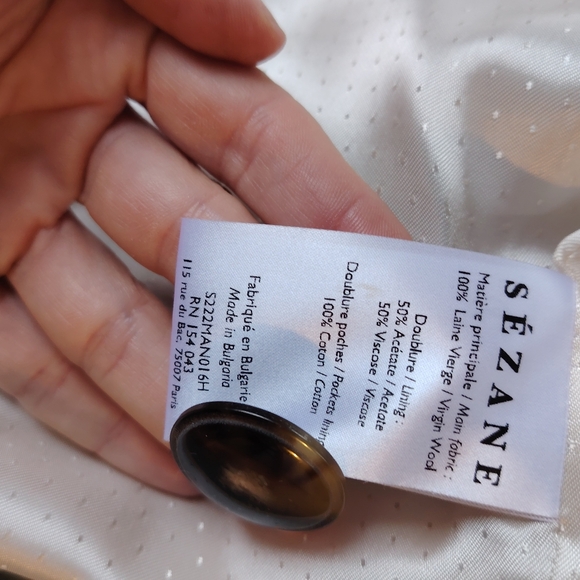 SÉZANE
Matière principale / Main fabric :
100% Laine Vierge / Virgin Wool
Doublure / Lining :
50% Acétate / Acetate
50% Viscose / Viscose
Doublure poches / Pockets lining
100% Coton / Cotton
Fabriqué en Bulgarie
Made in Bulgaria
S222MAN016H
RN 154 043
115 rue du Bac, 75007 Paris